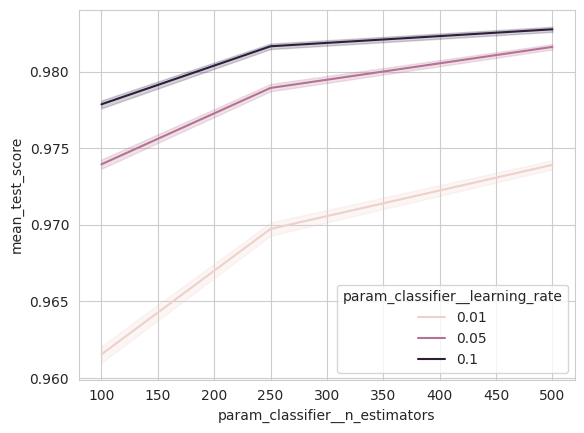 0.980
0.975
0.970
0.965
0.960
mean_test_score
100 150 200 250 300 350 400 450 500
param_classifier__n_estimators
param_classifier__learning_rate
0.01
0.05
0.1